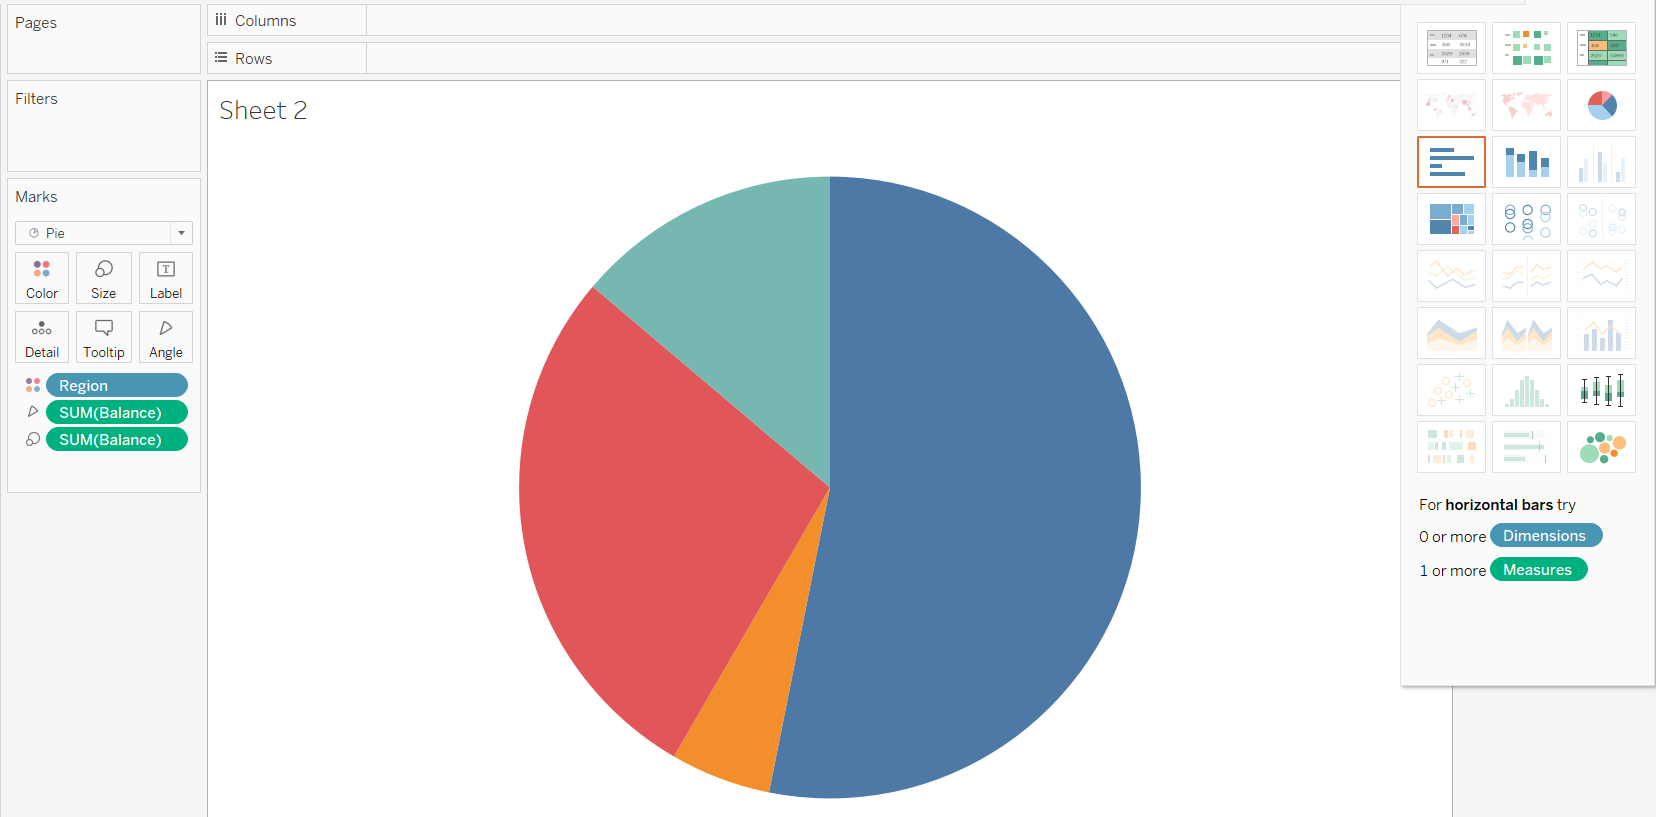 Pages
Columns
Rows
Filters
Sheet 2
Marks
Pie
Color Size Label
Detail Tooltip Angle
Region
SUM(Balance)
SUM(Balance)
For horizontal bars try
0 or more Dimensions
1 or more Measures